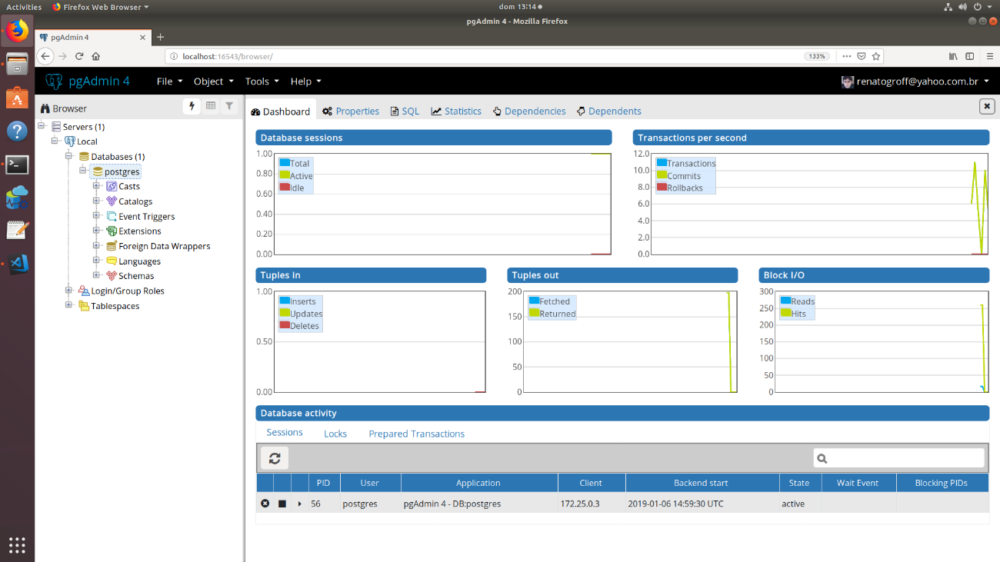 Activities Firefox Web Browser dom 13:14
pgAdmin 4 - Mozilla Firefox
pgAdmin 4
localhost:16543/browser/ 133%
pgAdmin 4 File Object Tools Help renatogroff@yahoo.com.br
Browser
Servers (1)
Local
Databases (1)
postgres
Casts
Catalogs
Event Triggers
Extensions
Foreign Data Wrappers
Languages
Schemas
Login/Group Roles
Tablespaces
Dashboard Properties SQL Statistics Dependencies Dependents
Database sessions
1.00
0.80
0.60
0.40
0.20
0.00
Total
Active
Idle
Transactions per second
12.0
10.0
8.0
6.0
4.0
2.0
0.0
Transactions
Commits
Rollbacks
Tuples in
1.00
0.50
0.00
Inserts
Updates
Deletes
Tuples out
200
150
100
50
0
Fetched
Returned
Block I/O
300
250
200
150
100
50
0
Reads
Hits
Database activity
Sessions Locks Prepared Transactions
PID User Application Client Backend start State Wait Event Blocking PIDs
56 postgres pgAdmin 4 - DB:postgres 172.25.0.3 2019-01-06 14:59:30 UTC active